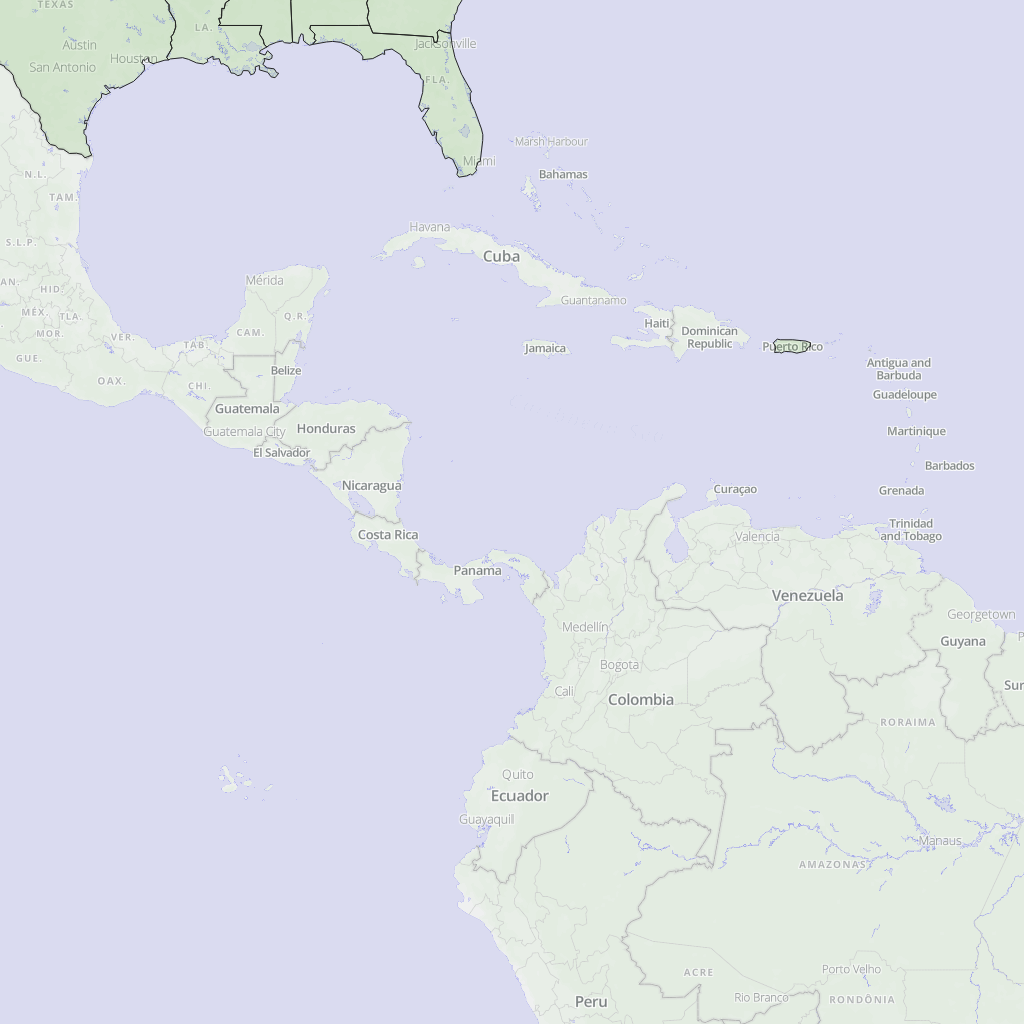 TEXAS
LA.
Austin
Jacksonville
Houston
San Antonio
FLA.
Marsh Harbour
Miami
N.L.
Bahamas
TAM.
Havana
S.L.P.
Cuba
Mérida
AN.
HID.
Guantanamo
MÉX.
TLA.
Q.R.
Haiti
MOR.
VER.
CAM.
Dominican
Republic
TAB.
Jamaica
Puerto Rico
GUE.
Antigua and
Barbuda
Belize
OAX.
CHI.
Guadeloupe
Guatemala
Guatemala City
Honduras
Martinique
El Salvador
Barbados
Nicaragua
Curaçao
Grenada
Costa Rica
Valencia
Trinidad
and Tobago
Panama
Venezuela
Georgetown
Medellín
Guyana
P
Bogota
Cali
Colombia
Sur
RORAIMA
Quito
Ecuador
Guayaquil
Manaus
AMAZONAS
ACRE
Porto Velho
Rio Branco
RONDÔNIA
Peru